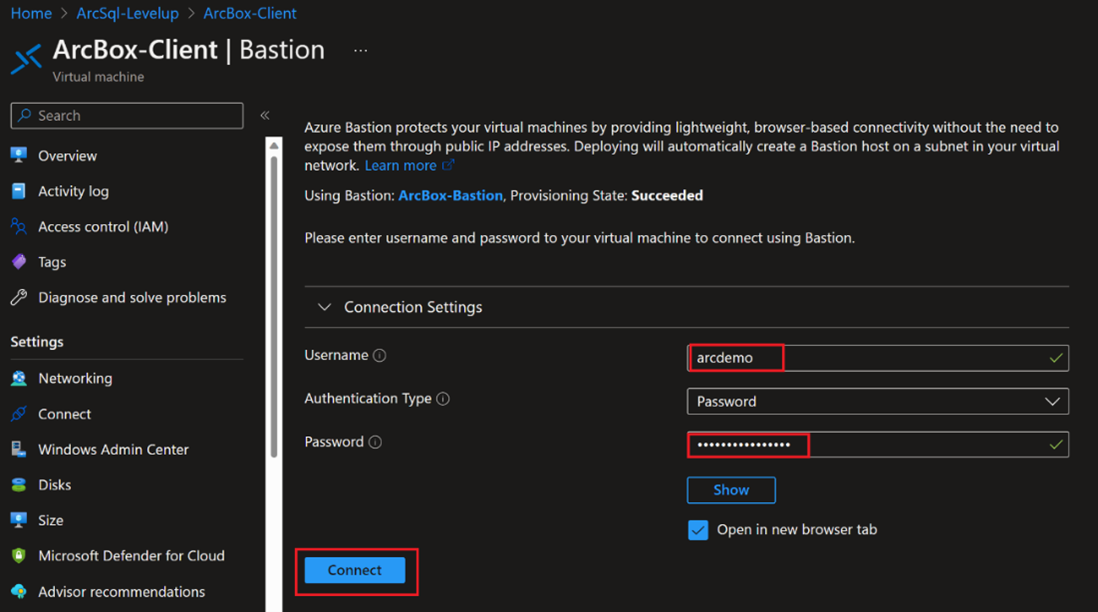 Home > ArcSql-Levelup > ArcBox-Client
ArcBox-Client | Bastion ...
Virtual machine
Search
«
Overview
Activity log
Access control (IAM)
Tags
Diagnose and solve problems
Settings
Networking
Connect
Windows Admin Center
Disks
Size
Microsoft Defender for Cloud
Advisor recommendations
Azure Bastion protects your virtual machines by providing lightweight, browser-based connectivity without the need to
expose them through public IP addresses. Deploying will automatically create a Bastion host on a subnet in your virtual
network. Learn more
Using Bastion: ArcBox-Bastion, Provisioning State: Succeeded
Please enter username and password to your virtual machine to connect using Bastion.
Connection Settings
Username
arcdemo
Authentication Type
Password
Password
••••••••••••••••
Show
Open in new browser tab
Connect